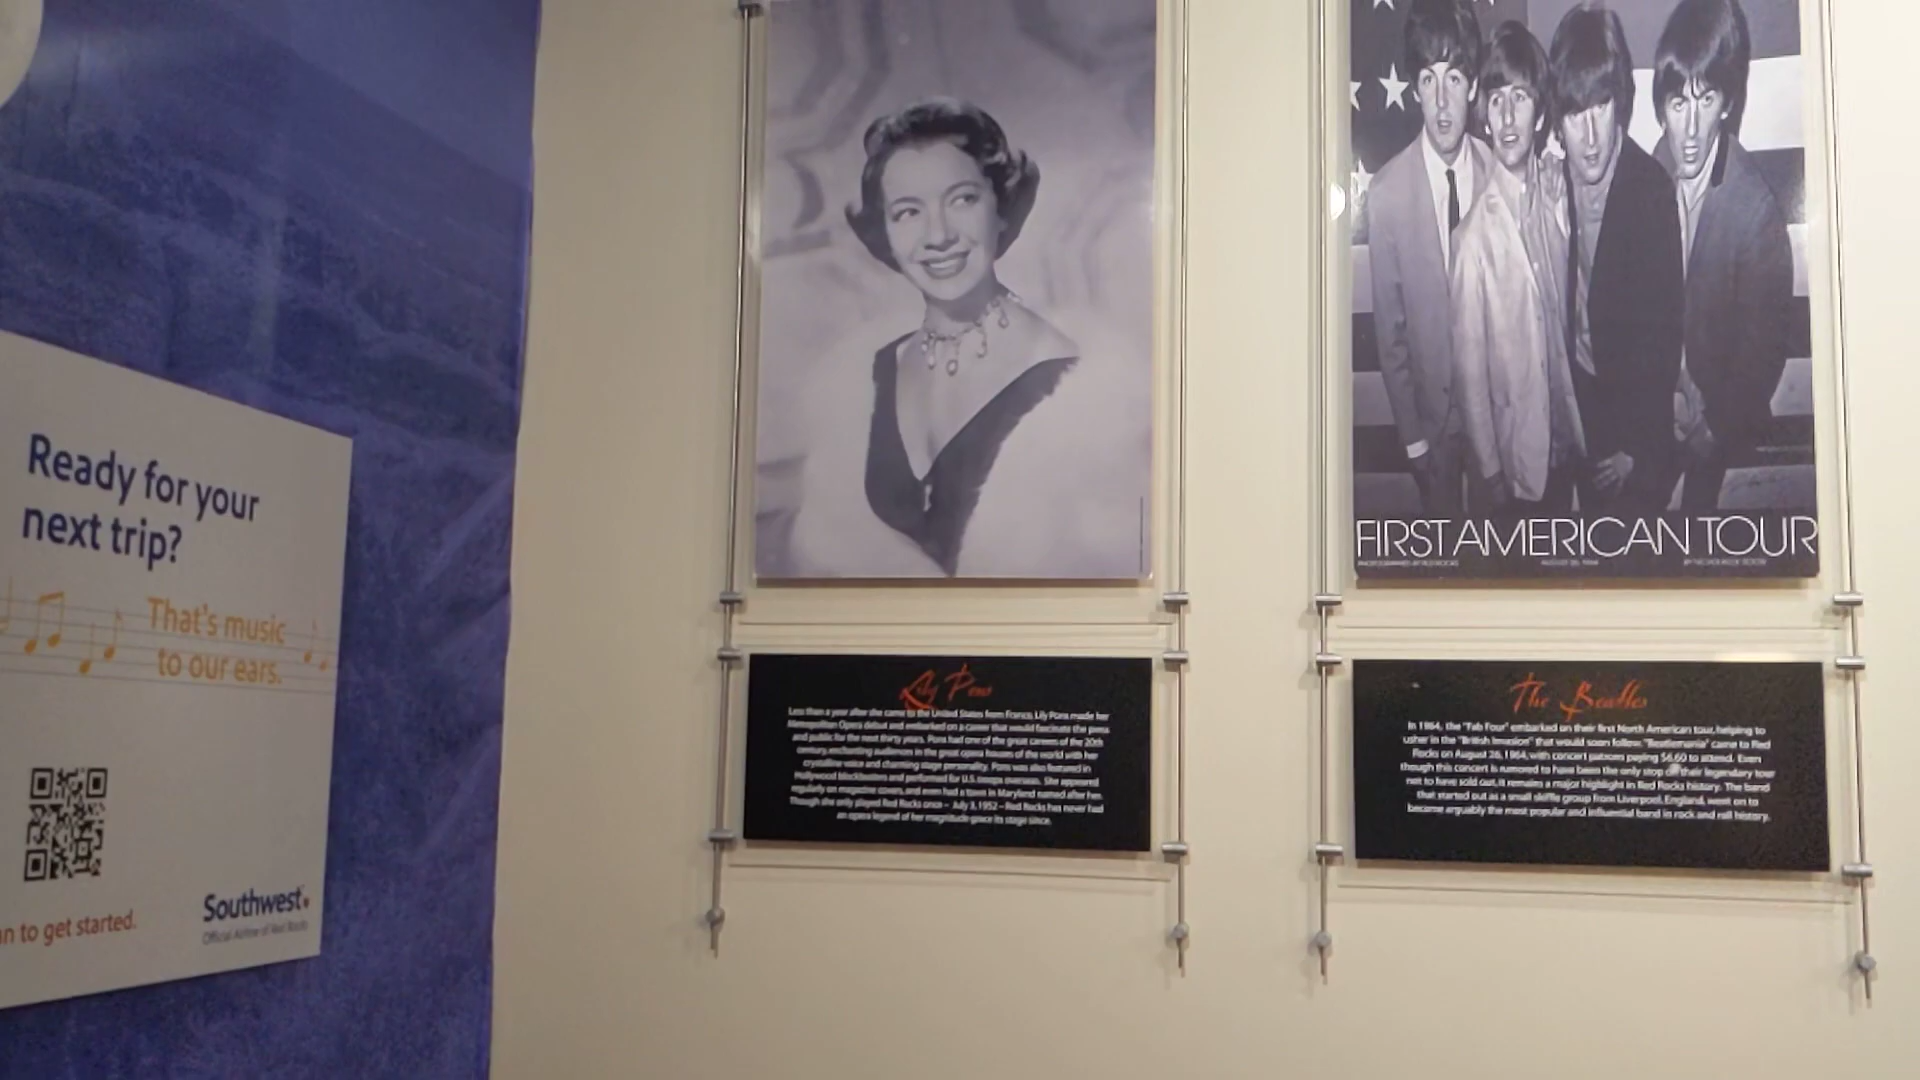 Ready for your
next trip?
That's music
to our ears.
to get started.
Southwest
Official Airline of Red Rocks
Lily Pons
Less than a year after she came to the United States from France, Lily Pons made her
Metropolitan Opera debut and embarked on a career that would fascinate the press
and public for the next thirty years. Pons had one of the great careers of the 20th
century, enchanting audiences in the great opera houses of the world with her
crystalline voice and charming stage personality. Pons was also featured in
Hollywood blockbusters and performed for U.S. troops overseas. She appeared
regularly on magazine covers, and even had a town in Maryland named after her.
Though she only played Red Rocks once – July 3, 1952 – Red Rocks has never had
an opera legend of her magnitude grace its stage since.
FIRST AMERICAN TOUR
PHOTOGRAPHED AT RED ROCKS
AUGUST 26, 1964
The Beatles
In 1964, the "Fab Four" embarked on their first North American tour, helping to
usher in the "British Invasion" that would soon follow. "Beatlemania" came to Red
Rocks on August 26, 1964, with concert patrons paying $6.60 to attend. Even
though this concert is rumored to have been the only stop on their legendary tour
not to have sold out, it remains a major highlight in Red Rocks history. The band
that started out as a small skiffle group from Liverpool, England, went on to
become arguably the most popular and influential band in rock and roll history.